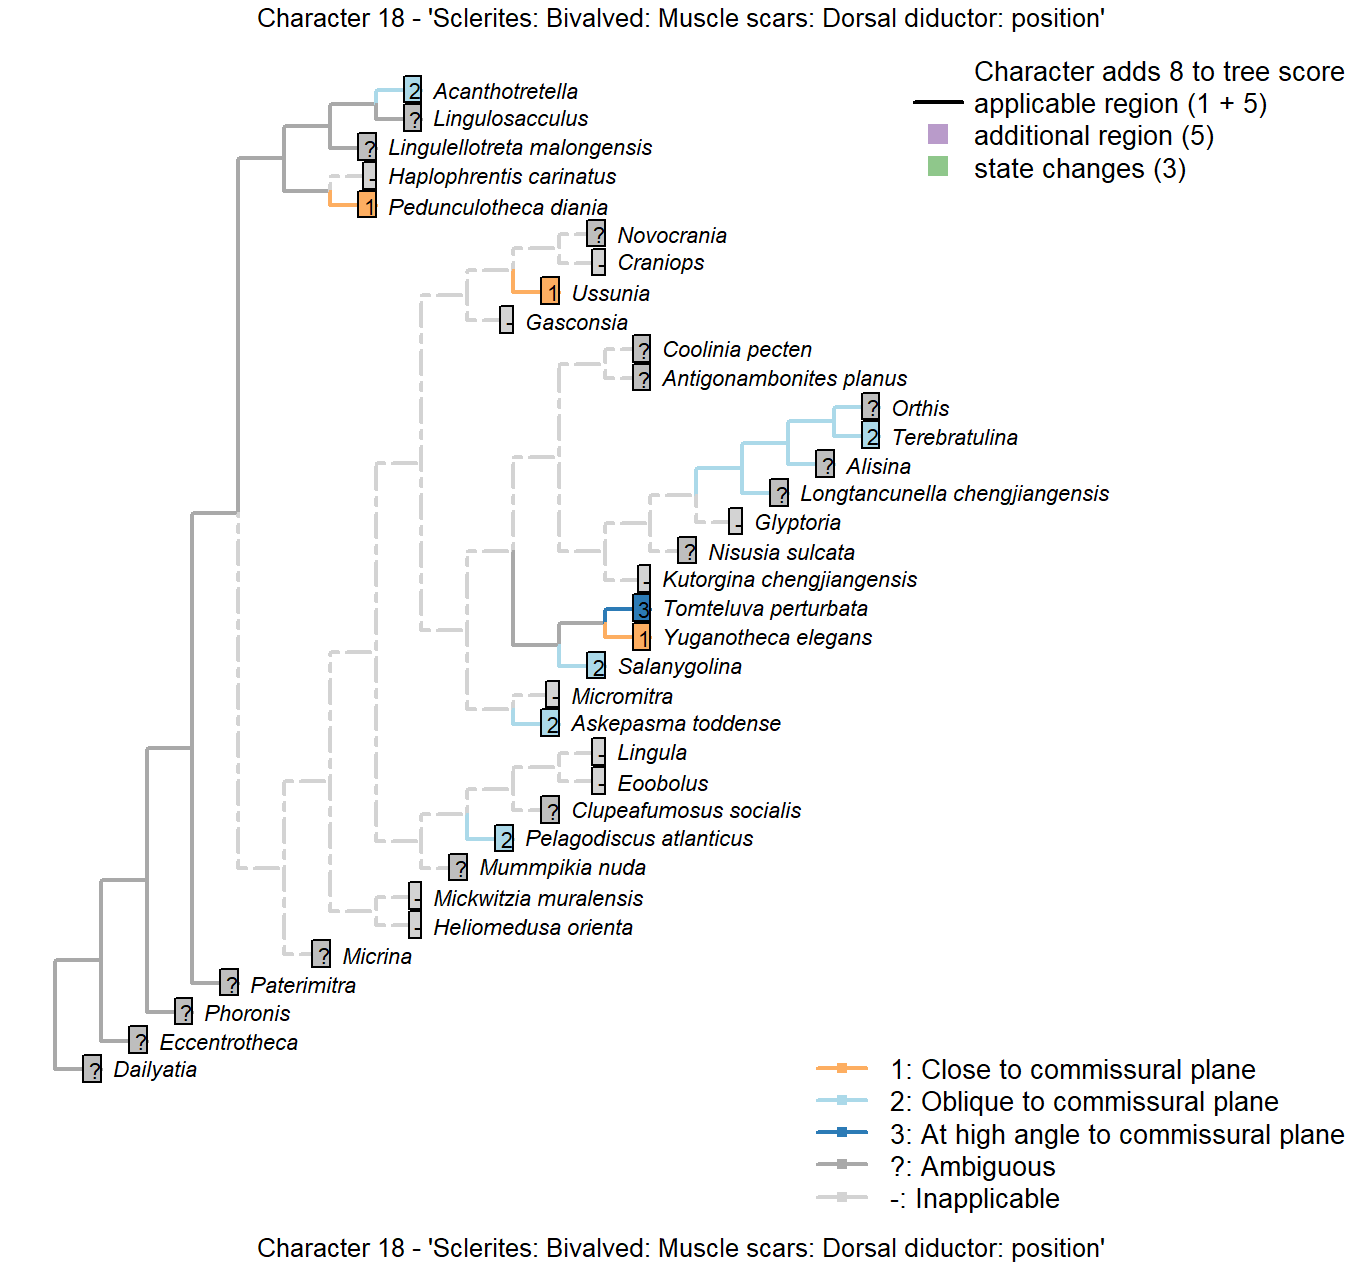 Character 18 - 'Sclerites: Bivalved: Muscle scars: Dorsal diductor: position'
Character adds 8 to tree score
applicable region (1 + 5)
additional region (5)
state changes (3)
2 Acanthotretella
? Lingulosacculus
? Lingulellotreta malongensis
- Haplophrentis carinatus
1 Pedunculotheca diania
? Novocrania
- Craniops
1 Ussunia
- Gasconsia
? Coolinia pecten
? Antigonambonites planus
? Orthis
2 Terebratulina
? Alisina
? Longtancunella chengjiangensis
- Glyptoria
? Nisusia sulcata
- Kutorgina chengjiangensis
3 Tomteluva perturbata
1 Yuganotheca elegans
2 Salanygolina
- Micromitra
2 Askepasma toddense
- Lingula
- Eoobolus
? Clupeafumosus socialis
2 Pelagodiscus atlanticus
? Mummpikia nuda
- Mickwitzia muralensis
- Heliomedusa orienta
? Micrina
? Paterimitra
? Phoronis
? Eccentrotheca
? Dailyatia
1: Close to commissural plane
2: Oblique to commissural plane
3: At high angle to commissural plane
?: Ambiguous
-: Inapplicable
Character 18 - 'Sclerites: Bivalved: Muscle scars: Dorsal diductor: position'